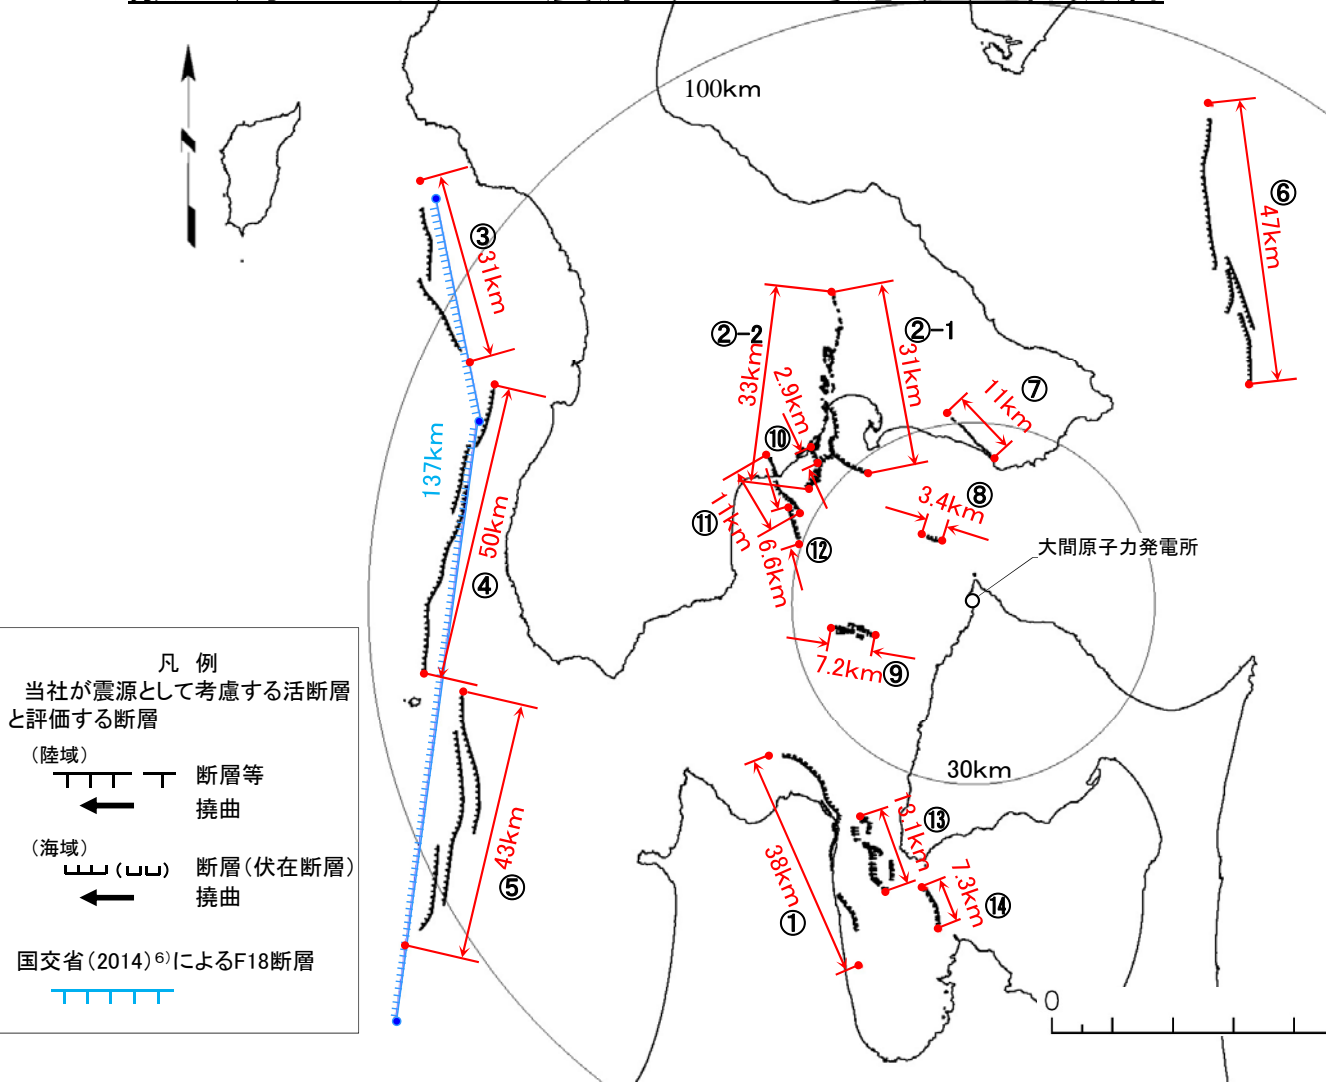 100km
③
31km
⑥
47km
②-2
②-1
33km
31km
2.9km
⑦
11km
⑩
137km
⑧
3.4km
⑪
11km
⑫
6.6km
大間原子力発電所
50km
④
7.2km
⑨
凡 例
当社が震源として考慮する活断層
と評価する断層
(陸域)
断層等
撓曲
(海域)
断層(伏在断層)
撓曲
国交省(2014)⁶⁾によるF18断層
30km
43km
⑤
38km
①
13.1km
⑬
7.3km
⑭
0